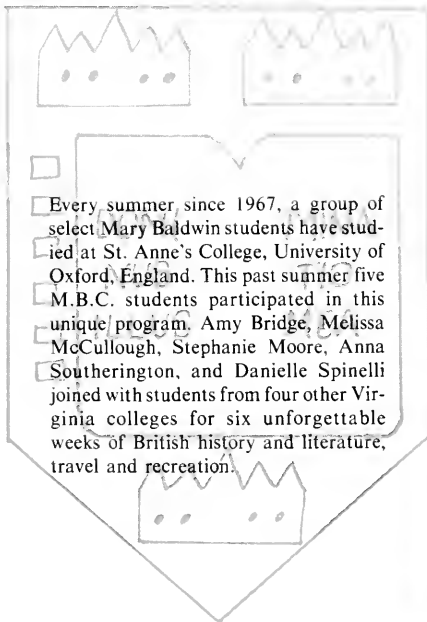 Every summer since 1967, a group of
select Mary Baldwin students have stud-
ied at St. Anne's College, University of
Oxford, England. This past summer five
M.B.C. students participated in this
unique program. Amy Bridge, Melissa
McCullough, Stephanie Moore, Anna
Southerington, and Danielle Spinelli
joined with students from four other Vir-
ginia colleges for six unforgettable
weeks of British history and literature,
travel and recreation.